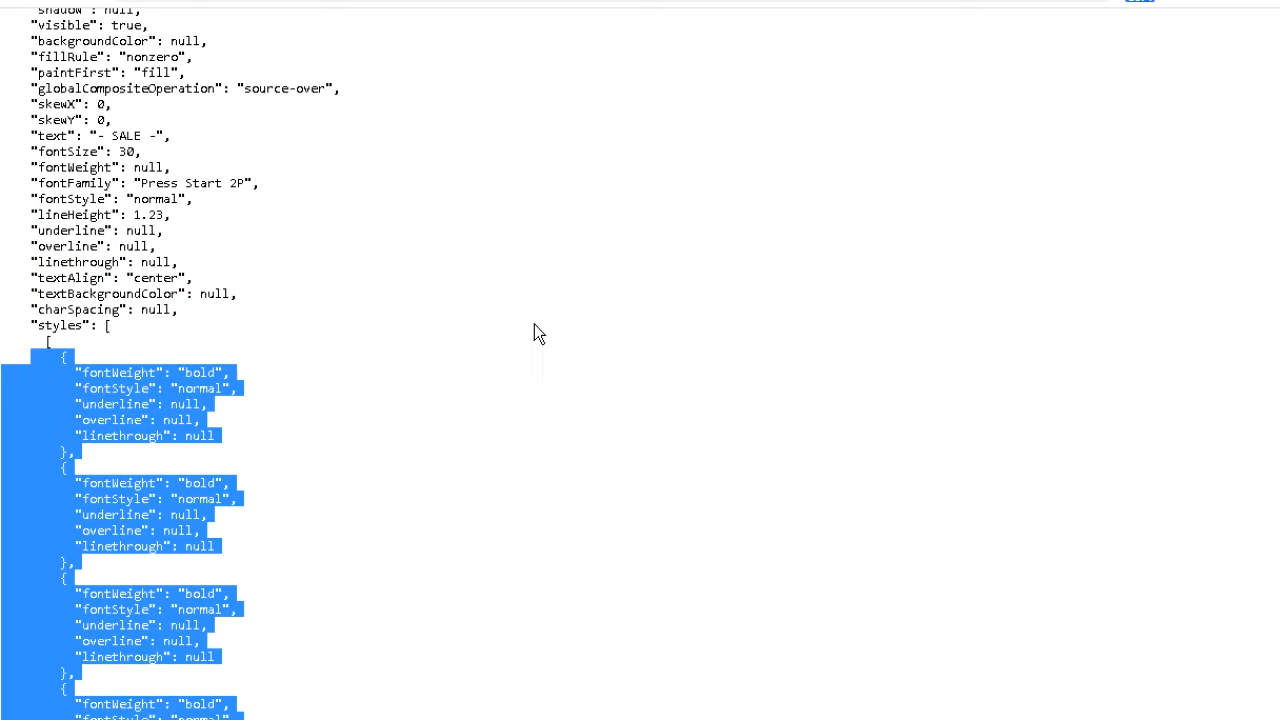 "shadow": null,
"visible": true,
"backgroundColor": null,
"fillRule": "nonzero",
"paintFirst": "fill",
"globalCompositeOperation": "source-over",
"skewX": 0,
"skewY": 0,
"text": "- SALE -",
"fontSize": 30,
"fontWeight": null,
"fontFamily": "Press Start 2P",
"fontStyle": "normal",
"lineHeight": 1.23,
"underline": null,
"overline": null,
"linethrough": null,
"textAlign": "center",
"textBackgroundColor": null,
"charSpacing": null,
"styles": [
[
{
"fontWeight": "bold",
"fontStyle": "normal",
"underline": null,
"overline": null,
"linethrough": null
},
{
"fontWeight": "bold",
"fontStyle": "normal",
"underline": null,
"overline": null,
"linethrough": null
},
{
"fontWeight": "bold",
"fontStyle": "normal",
"underline": null,
"overline": null,
"linethrough": null
},
{
"fontWeight": "bold",
"fontStyle": "normal"